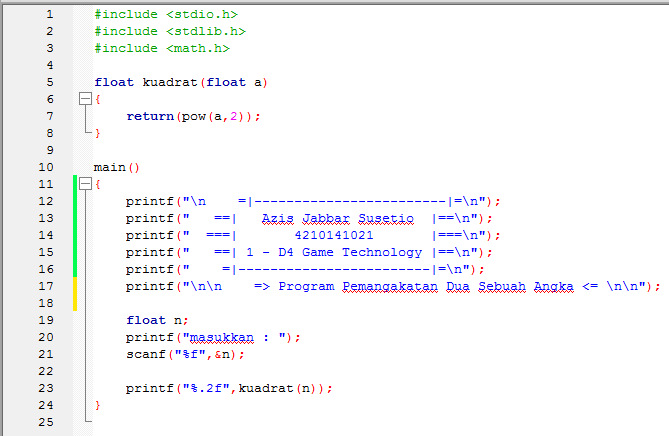 1 #include <stdio.h>
2 #include <stdlib.h>
3 #include <math.h>
4
5 float kuadrat(float a)
6 {
7     return(pow(a,2));
8 }
9
10 main()
11 {
12     printf("\n    =|------------------------|=\n");
13     printf("   ==|   Azis Jabbar Susetio  |==\n");
14     printf("  ===|       4210141021       |===\n");
15     printf("   ==| 1 - D4 Game Technology |==\n");
16     printf("    =|------------------------|=\n");
17     printf("\n\n    => Program Pemangakatan Dua Sebuah Angka <= \n\n");
18
19     float n;
20     printf("masukkan : ");
21     scanf("%f",&n);
22
23     printf("%.2f",kuadrat(n));
24 }
25